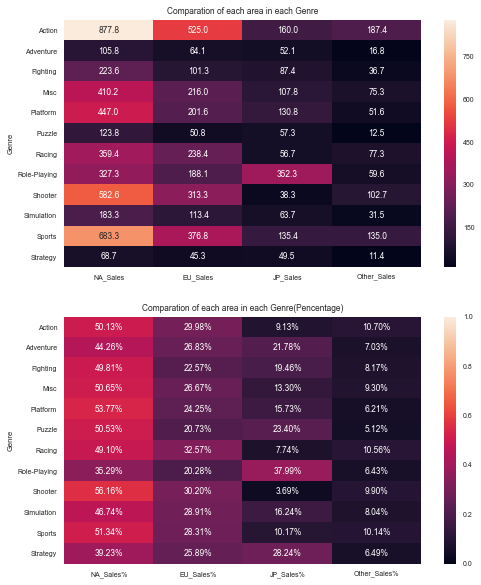 Comparation of each area in each Genre
Genre
Action 877.8 525.0 160.0 187.4
Adventure 105.8 64.1 52.1 16.8
Fighting 223.6 101.3 87.4 36.7
Misc 410.2 216.0 107.8 75.3
Platform 447.0 201.6 130.8 51.6
Puzzle 123.8 50.8 57.3 12.5
Racing 359.4 238.4 56.7 77.3
Role-Playing 327.3 188.1 352.3 59.6
Shooter 582.6 313.3 38.3 102.7
Simulation 183.3 113.4 63.7 31.5
Sports 683.3 376.8 135.4 135.0
Strategy 68.7 45.3 49.5 11.4
NA_Sales EU_Sales JP_Sales Other_Sales
750
600
450
300
150
Comparation of each area in each Genre(Pencentage)
Genre
Action 50.13% 29.98% 9.13% 10.70%
Adventure 44.26% 26.83% 21.78% 7.03%
Fighting 49.81% 22.57% 19.46% 8.17%
Misc 50.65% 26.67% 13.30% 9.30%
Platform 53.77% 24.25% 15.73% 6.21%
Puzzle 50.53% 20.73% 23.40% 5.12%
Racing 49.10% 32.57% 7.74% 10.56%
Role-Playing 35.29% 20.28% 37.99% 6.43%
Shooter 56.16% 30.20% 3.69% 9.90%
Simulation 46.74% 28.91% 16.24% 8.04%
Sports 51.34% 28.31% 10.17% 10.14%
Strategy 39.23% 25.89% 28.24% 6.49%
NA_Sales% EU_Sales% JP_Sales% Other_Sales%
1.0
0.8
0.6
0.4
0.2
0.0